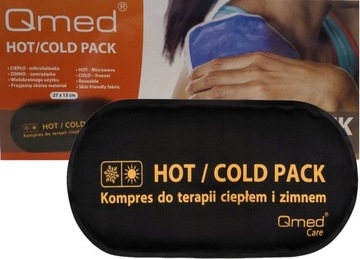 Qmed®
HOT/COLD PACK
• CIEPŁO - mikrofalówka
• ZIMNO - zamrażarka
• Wielokrotnego użytku
• Przyjazny skórze materiał
• HOT - Microwave
• COLD - freezer
• Reusable
• Skin friendly fabric
27 x 13 cm
HOT / COLD PACK
Kompres do terapii ciepłem i zimnem
Qmed®
Care